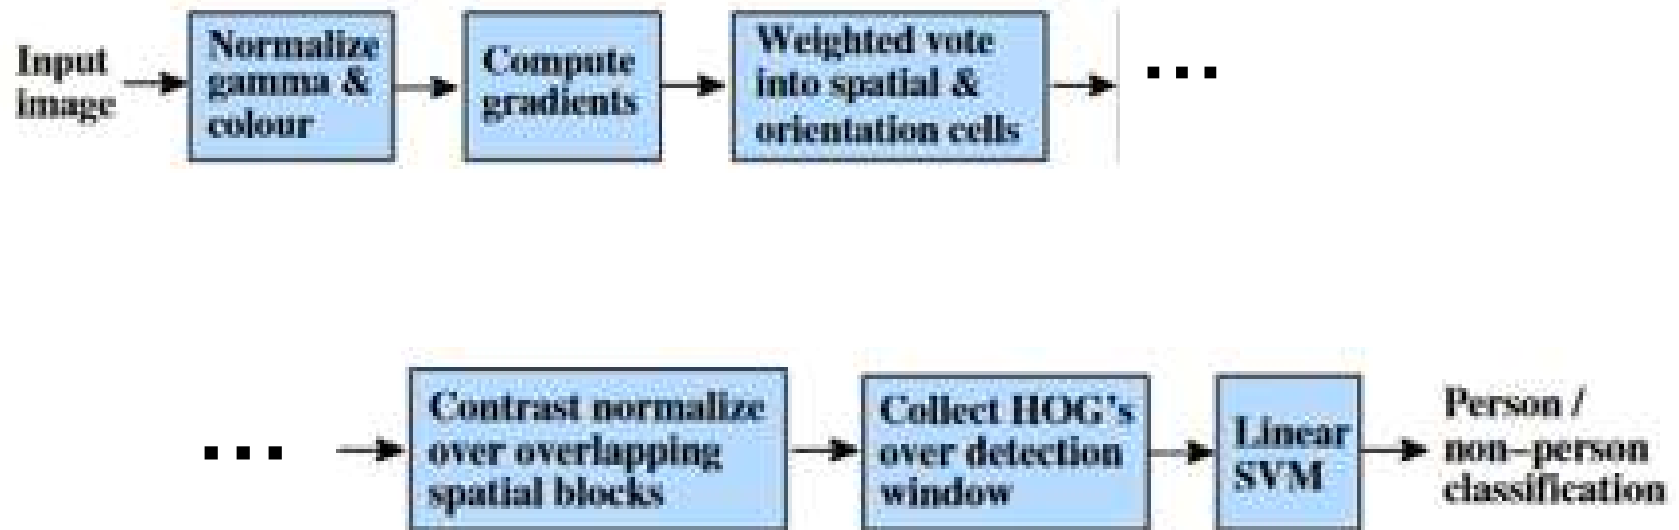 Input
image
Normalize
gamma &
colour
Compute
gradients
Weighted vote
into spatial &
orientation cells
...
...
Contrast normalize
over overlapping
spatial blocks
Collect HOG's
over detection
window
Linear
SVM
Person /
non–person
classification